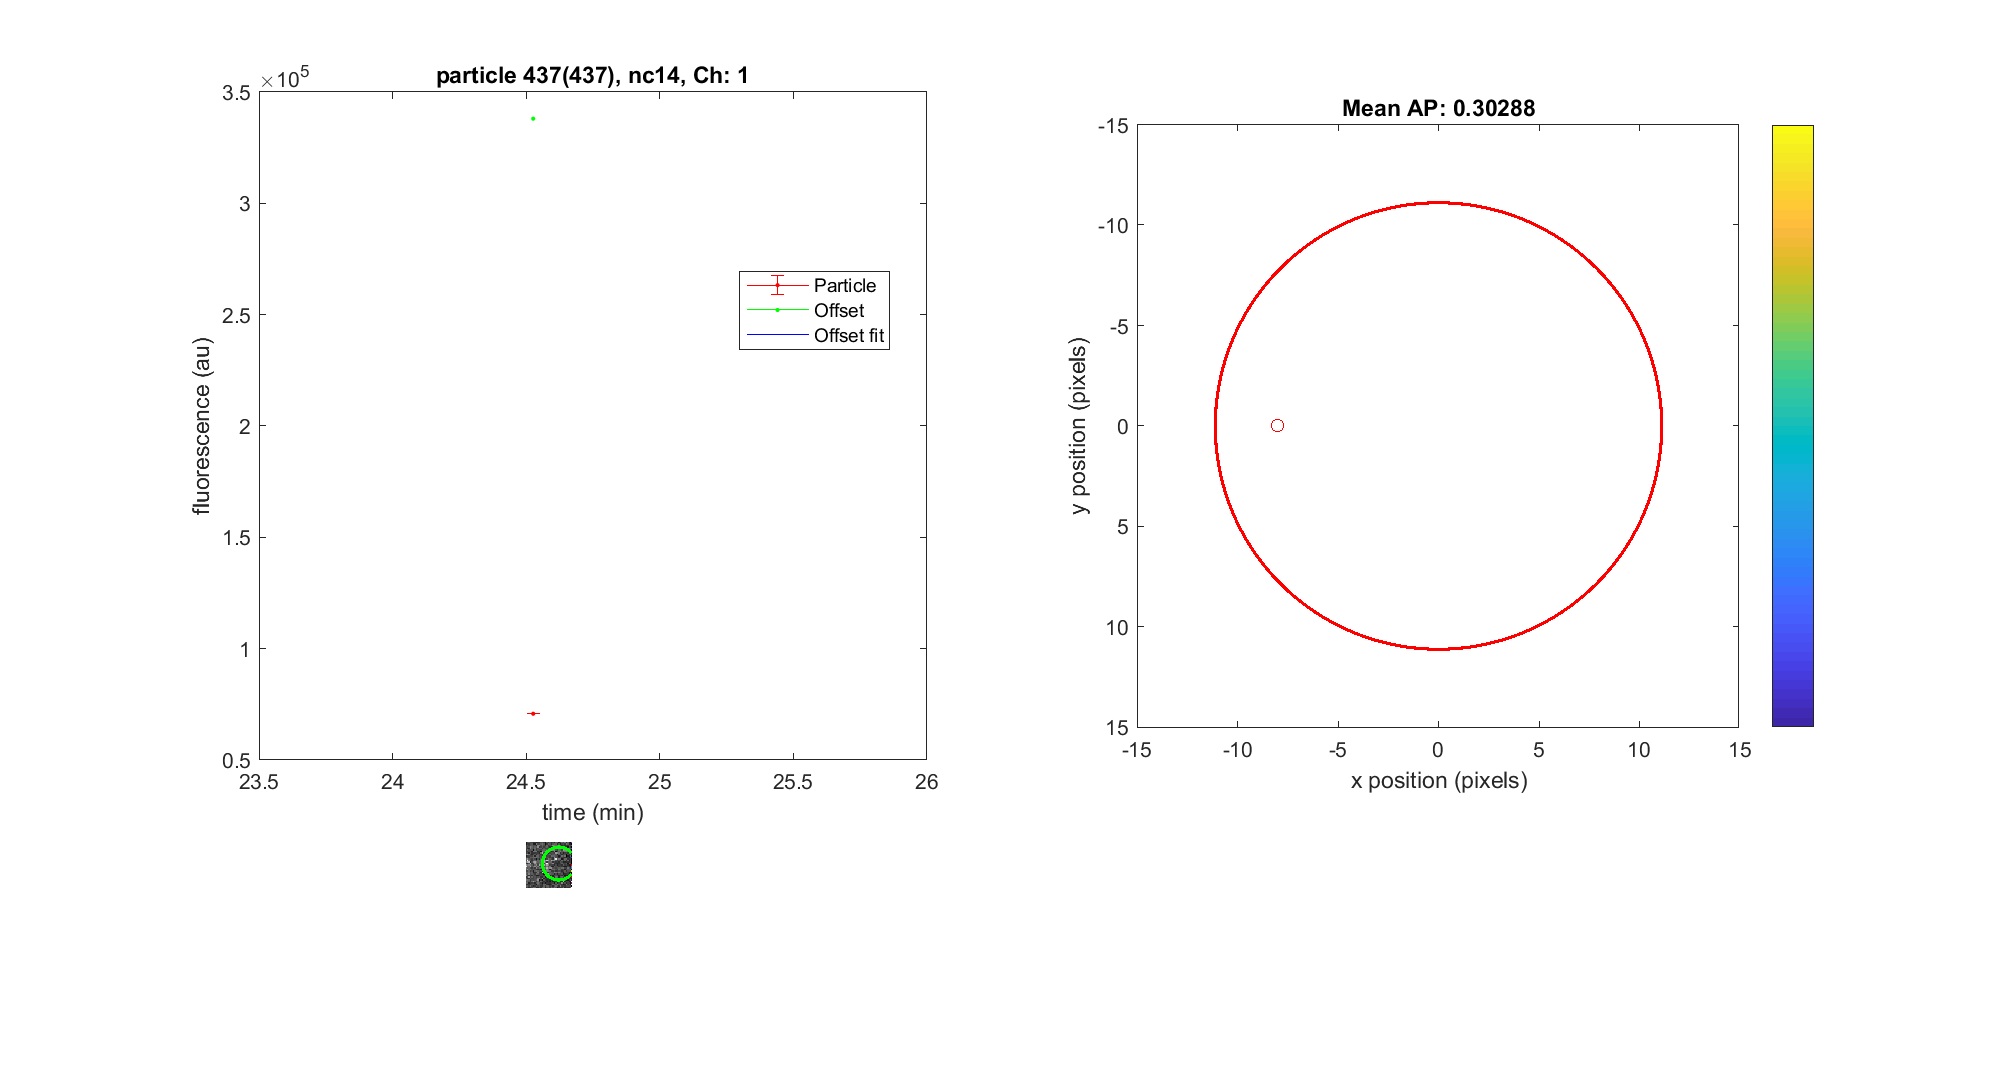 particle 437(437), nc14, Ch: 1
×10^5
3.5
3
2.5
2
1.5
1
0.5
fluorescence (au)
23.5 24 24.5 25 25.5 26
time (min)
Particle
Offset
Offset fit
Mean AP: 0.30288
-15
-10
-5
0
5
10
15
y position (pixels)
-15 -10 -5 0 5 10 15
x position (pixels)